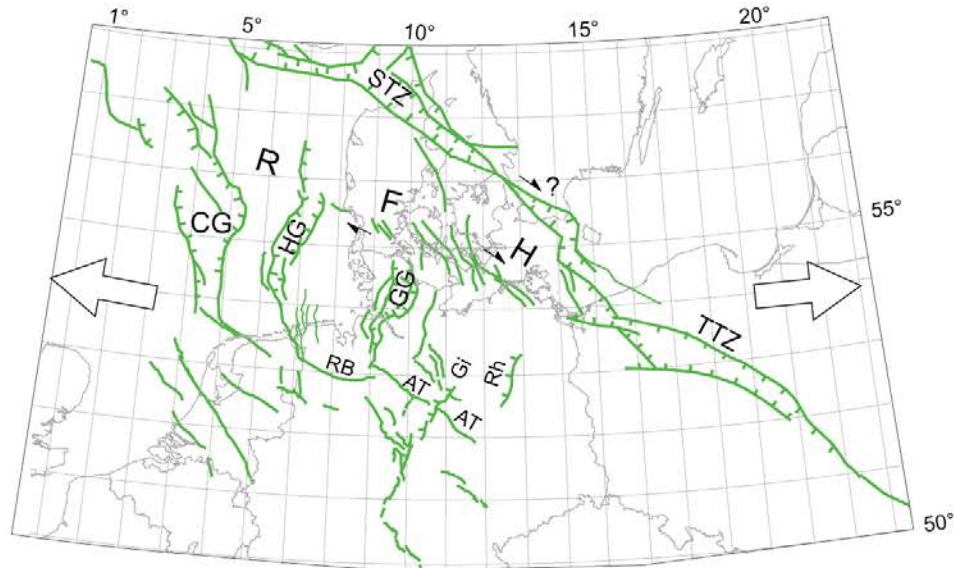 1° 5° 10° 15° 20°
STZ
R
?
F
55°
CG
HG
H
GG
TTZ
RB
Gi
Rh
AT
AT
50°